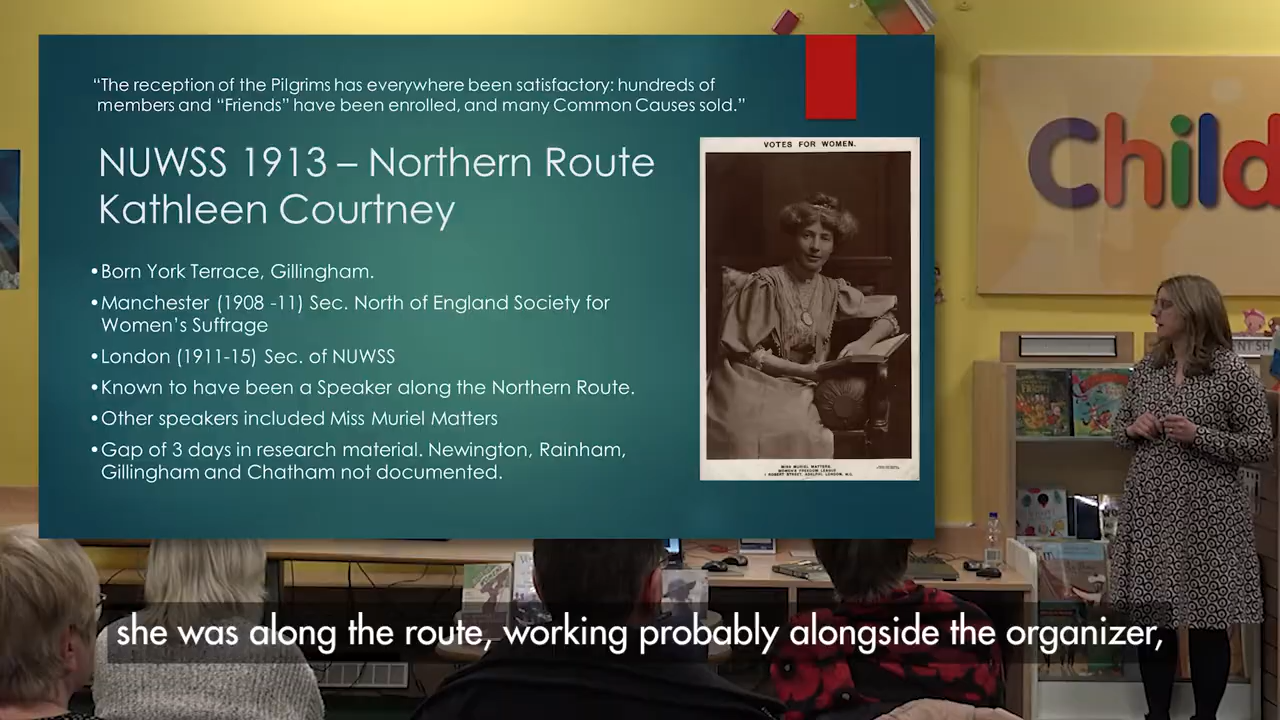 “The reception of the Pilgrims has everywhere been satisfactory: hundreds of
members and “Friends” have been enrolled, and many Common Causes sold.”
NUWSS 1913 – Northern Route
Kathleen Courtney
•Born York Terrace, Gillingham.
•Manchester (1908 -11) Sec. North of England Society for
Women’s Suffrage
•London (1911-15) Sec. of NUWSS
•Known to have been a Speaker along the Northern Route.
•Other speakers included Miss Muriel Matters
•Gap of 3 days in research material. Newington, Rainham,
Gillingham and Chatham not documented.
VOTES FOR WOMEN.
MISS MURIEL MATTERS.
WOMEN'S FREEDOM LEAGUE
1 ROBERT STREET, ADELPHI, LONDON, W.C.
Child
she was along the route, working probably alongside the organizer,